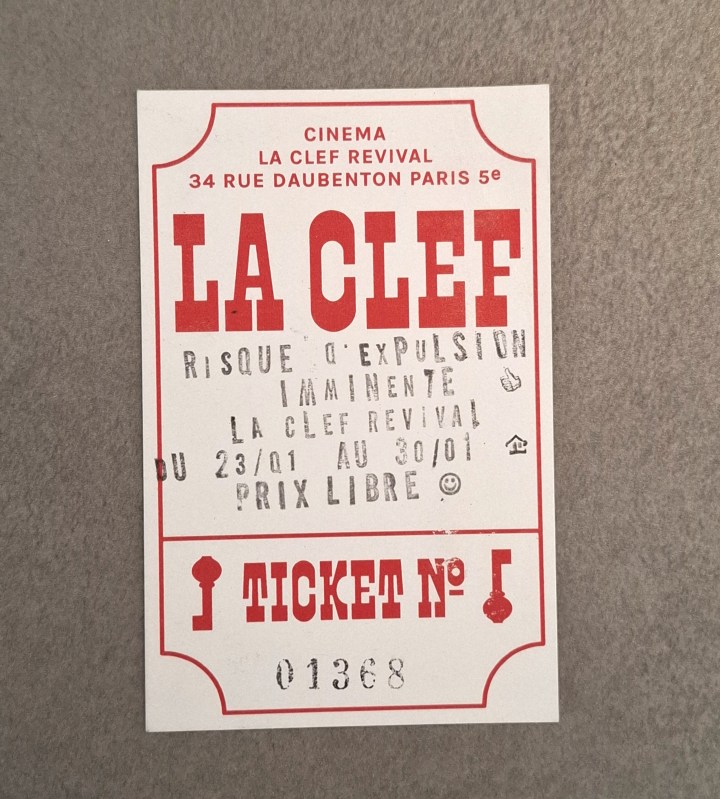 CINEMA
LA CLEF REVIVAL
34 RUE DAUBENTON PARIS 5e
LA CLEF
RiSQUE D'ExPULSION
IMMINENTE
LA CLEF REViVAL
DU 23/01 AU 30/01
PRIX LIBRE
TICKET Nº
01368